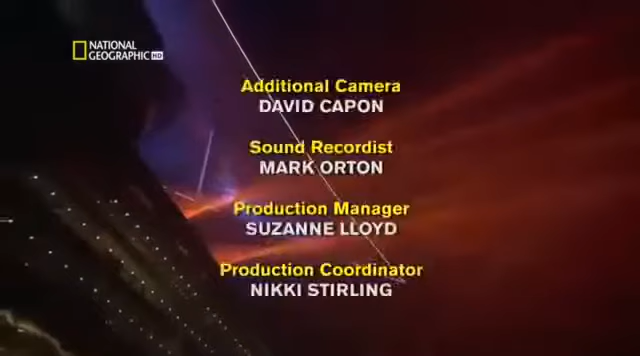 NATIONAL
GEOGRAPHIC HD
Additional Camera
DAVID CAPON
Sound Recordist
MARK ORTON
Production Manager
SUZANNE LLOYD
Production Coordinator
NIKKI STIRLING